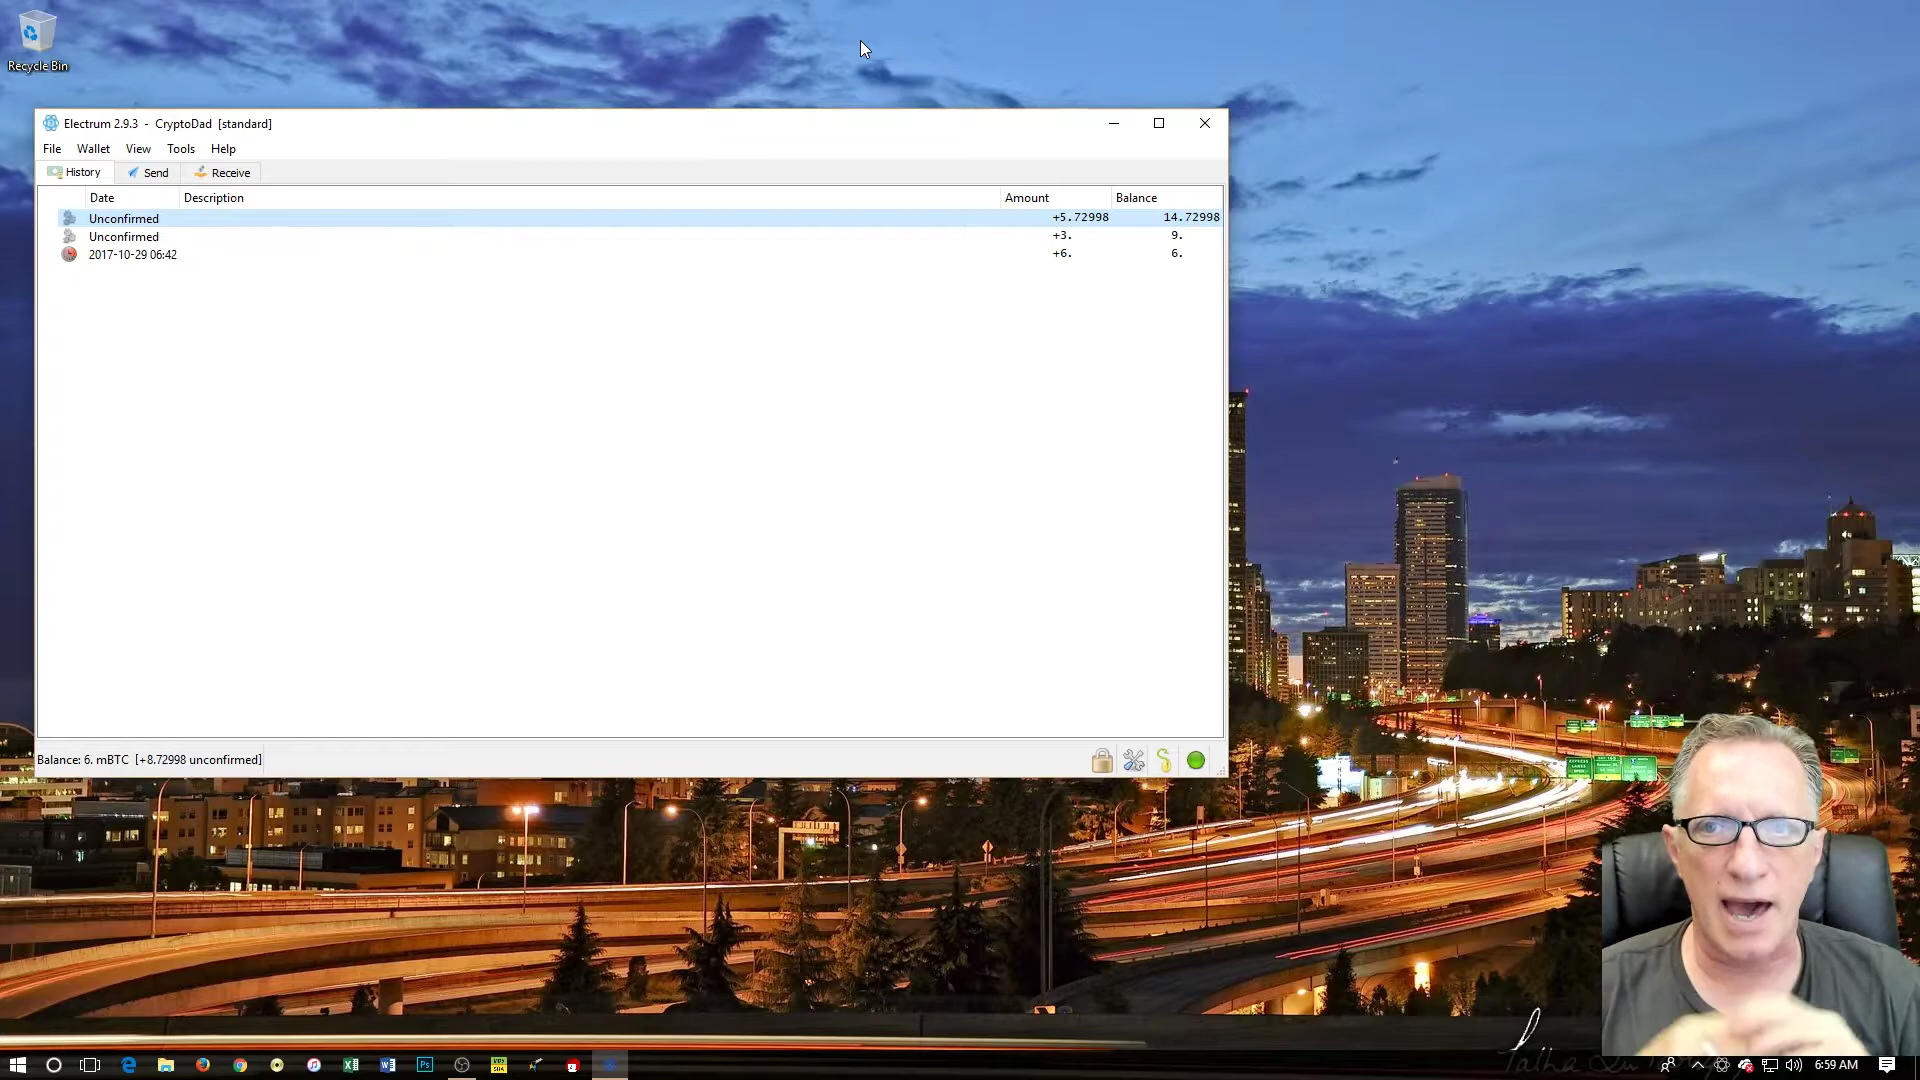 Recycle Bin
Electrum 2.9.3 - CryptoDad [standard]
File Wallet View Tools Help
History Send Receive
Date Description Amount Balance
Unconfirmed +5.72998 14.72998
Unconfirmed +3. 9.
2017-10-29 06:42 +6. 6.
Balance: 6. mBTC [+8.72998 unconfirmed]
6:59 AM